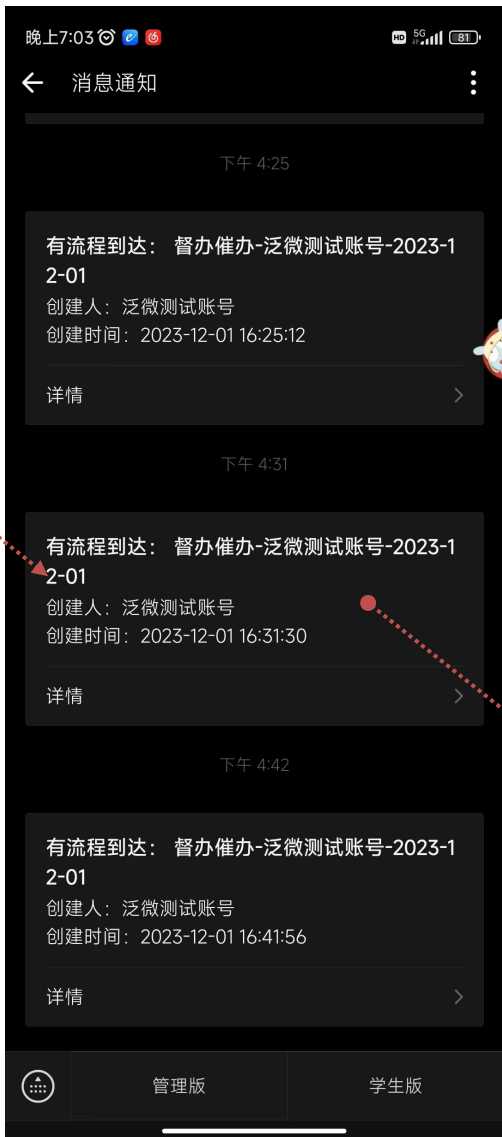 晚上7:03
HD 5G 81
消息通知
下午 4:25
有流程到达： 督办催办-泛微测试账号-2023-1
2-01
创建人：泛微测试账号
创建时间：2023-12-01 16:25:12
详情
下午 4:31
有流程到达： 督办催办-泛微测试账号-2023-1
2-01
创建人：泛微测试账号
创建时间：2023-12-01 16:31:30
详情
下午 4:42
有流程到达： 督办催办-泛微测试账号-2023-1
2-01
创建人：泛微测试账号
创建时间：2023-12-01 16:41:56
详情
管理版 学生版